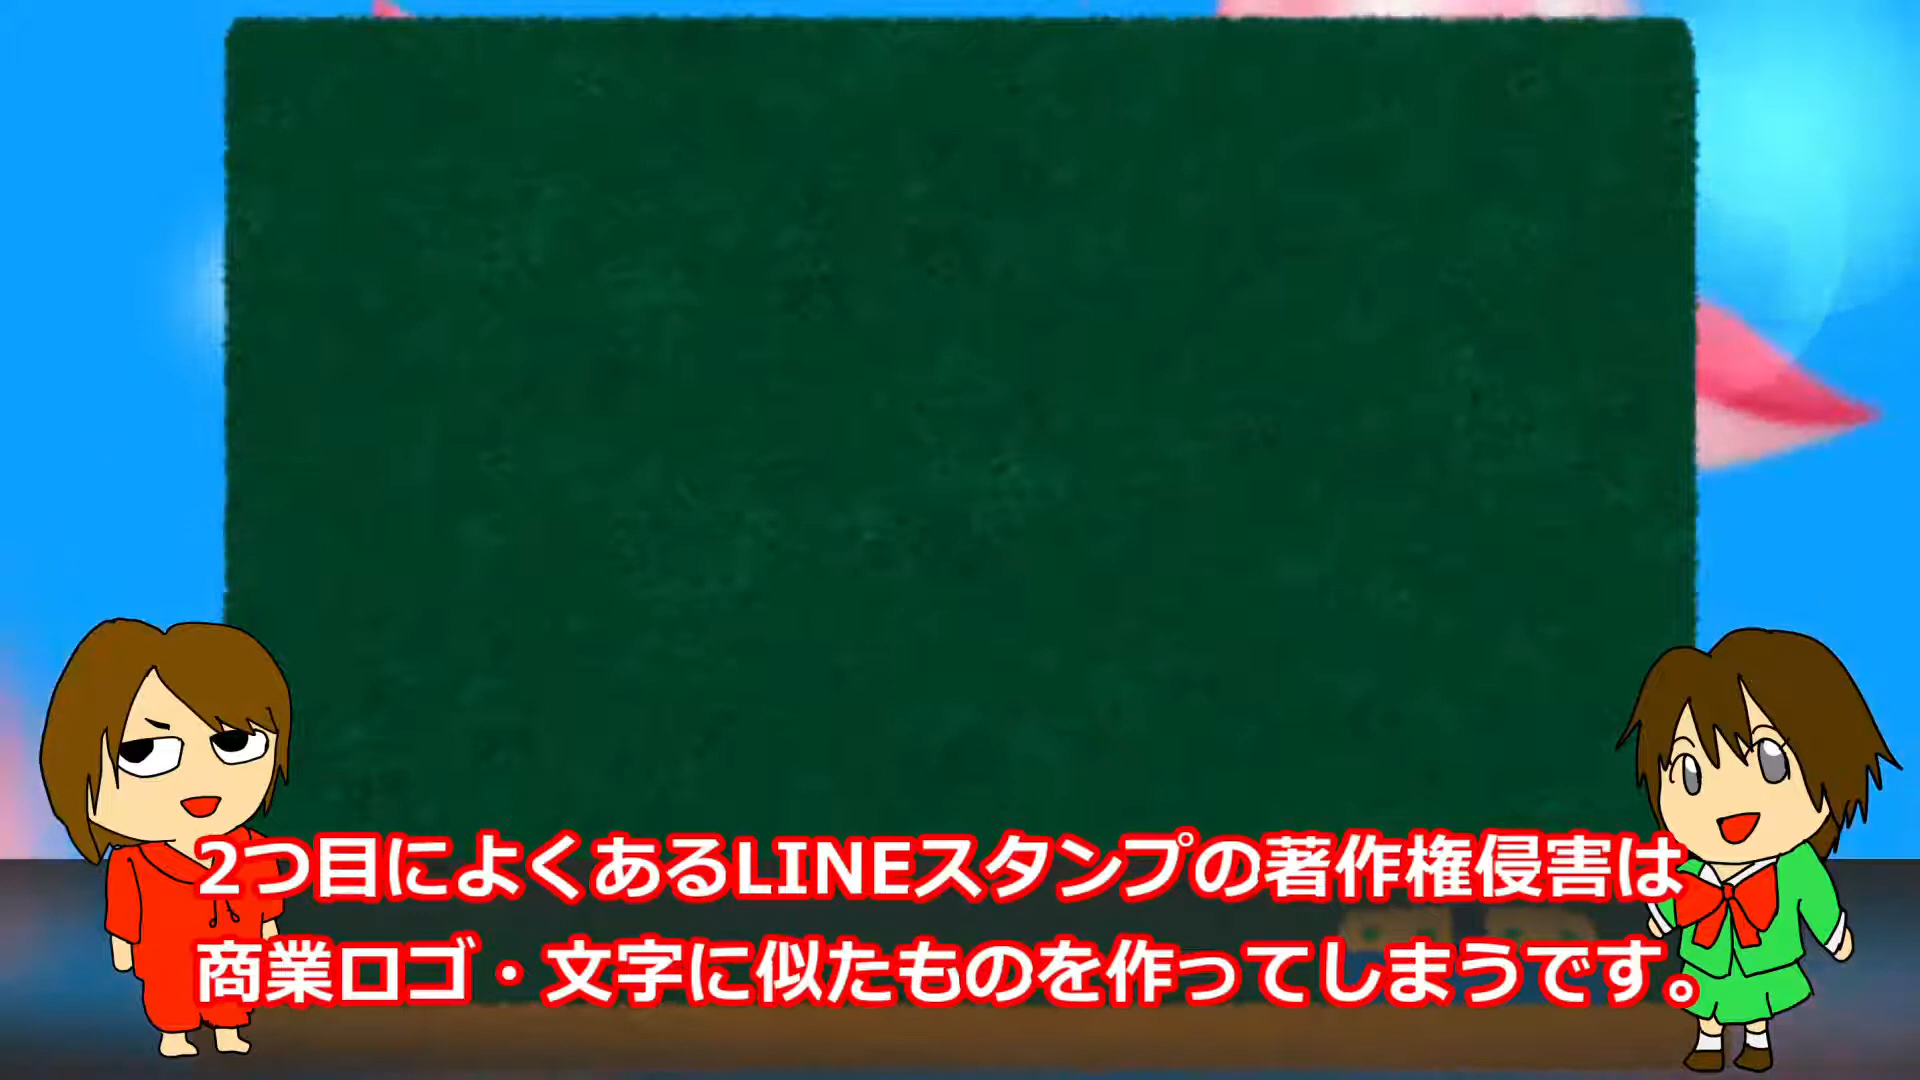 2つ目によくあるLINEスタンプの著作権侵害は
商業ロゴ・文字に似たものを作ってしまうです。